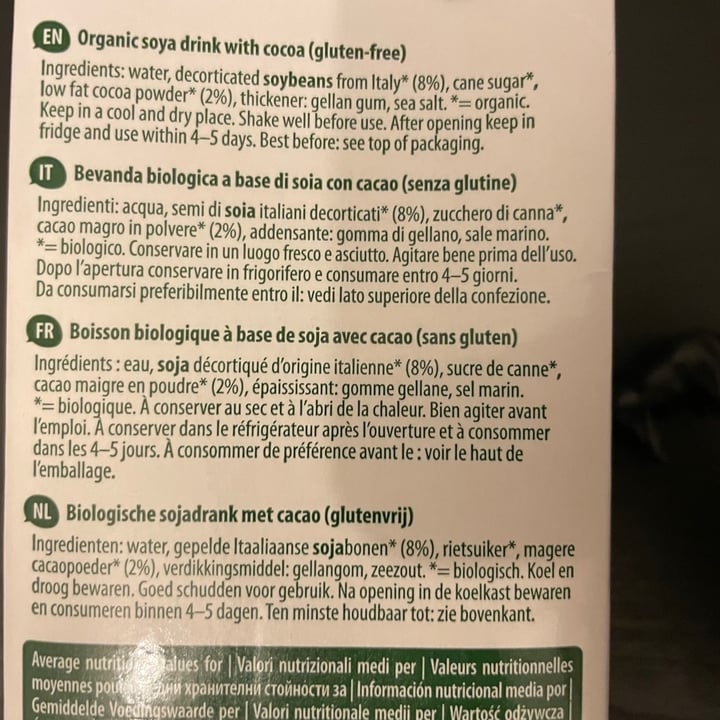 EN Organic soya drink with cocoa (gluten-free)
Ingredients: water, decorticated soybeans from Italy* (8%), cane sugar*,
low fat cocoa powder* (2%), thickener: gellan gum, sea salt. *= organic.
Keep in a cool and dry place. Shake well before use. After opening keep in
fridge and use within 4–5 days. Best before: see top of packaging.
IT Bevanda biologica a base di soia con cacao (senza glutine)
Ingredienti: acqua, semi di soia italiani decorticati* (8%), zucchero di canna*,
cacao magro in polvere* (2%), addensante: gomma di gellano, sale marino.
*= biologico. Conservare in un luogo fresco e asciutto. Agitare bene prima dell’uso.
Dopo l’apertura conservare in frigorifero e consumare entro 4–5 giorni.
Da consumarsi preferibilmente entro il: vedi lato superiore della confezione.
FR Boisson biologique à base de soja avec cacao (sans gluten)
Ingrédients : eau, soja décortiqué d’origine italienne* (8%), sucre de canne*,
cacao maigre en poudre* (2%), épaississant: gomme gellane, sel marin.
*= biologique. À conserver au sec et à l’abri de la chaleur. Bien agiter avant
l’emploi. À conserver dans le réfrigérateur après l’ouverture et à consommer
dans les 4–5 jours. À consommer de préférence avant le : voir le haut de
l’emballage.
NL Biologische sojadrank met cacao (glutenvrij)
Ingredienten: water, gepelde Itaaliaanse sojabonen* (8%), rietsuiker*, magere
cacaopoeder* (2%), verdikkingsmiddel: gellangom, zeezout. *= biologisch. Koel en
droog bewaren. Goed schudden voor gebruik. Na opening in de koelkast bewaren
en consumeren binnen 4–5 dagen. Ten minste houdbaar tot: zie bovenkant.
Average for | Valori nutrizionali medi per | Valeurs nutritionnelles
moyennes pour хранителни стойности за | Información nutricional media por |
Gemiddelde Voedingswaarde per | Valori nutritionale medii per | Wartość odżywcza